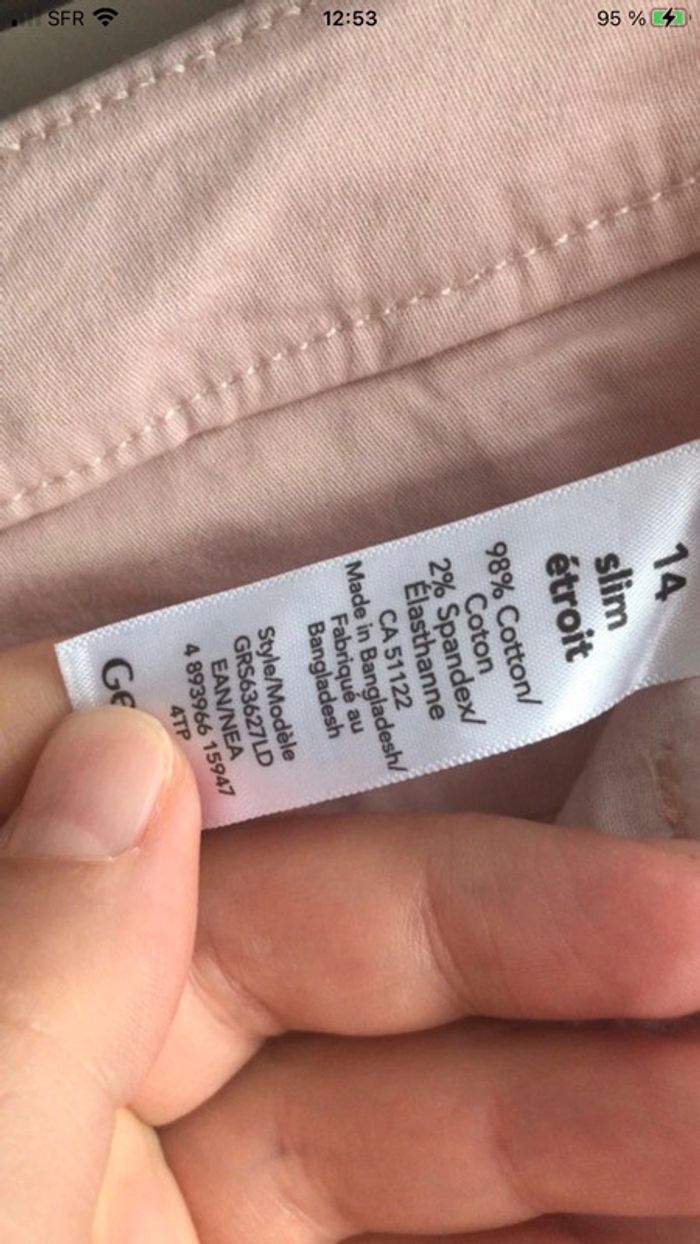 SFR
12:53
95 %
14
slim
étroit
98% Cotton/
Coton
2% Spandex/
Élasthanne
CA 51122
Made in Bangladesh/
Fabriqué au
Bangladesh
Style/Modèle
GRS63627LD
EAN/NEA
4 893966 15947
4TP
Ge